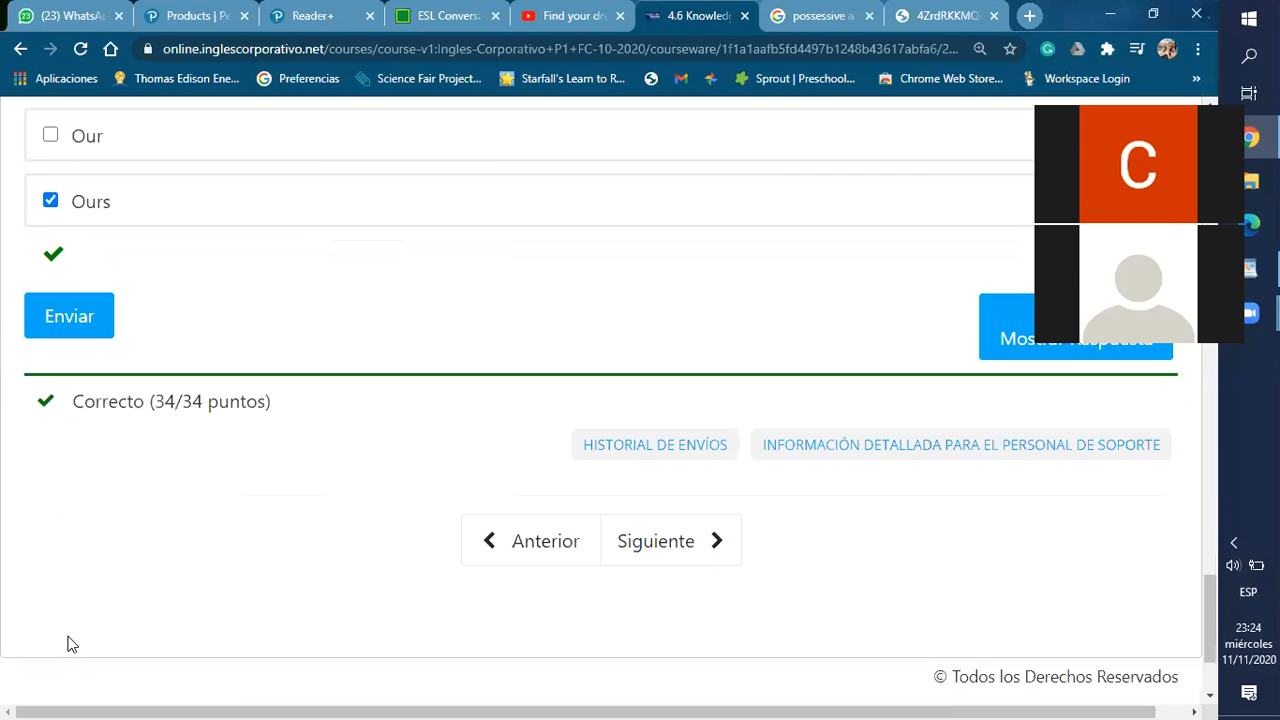 (23) WhatsA
Products | Pe
Reader+
ESL Convers
Find your dre
4.6 Knowledg
possessive a
4ZrdRKKMQ
online.inglescorporativo.net/courses/course-v1:Ingles-Corporativo+P1+FC-10-2020/courseware/1f1a1aafb5fd4497b1248b43617abfa6/2...
Aplicaciones
Thomas Edison Ene...
Preferencias
Science Fair Project...
Starfall's Learn to R...
Sprout | Preschool...
Chrome Web Store...
Workspace Login
»
Our
Ours
C
Enviar
Mostrar Respuesta
Correcto (34/34 puntos)
HISTORIAL DE ENVÍOS
INFORMACIÓN DETALLADA PARA EL PERSONAL DE SOPORTE
Anterior
Siguiente
© Todos los Derechos Reservados
ESP
23:24
miércoles
11/11/2020